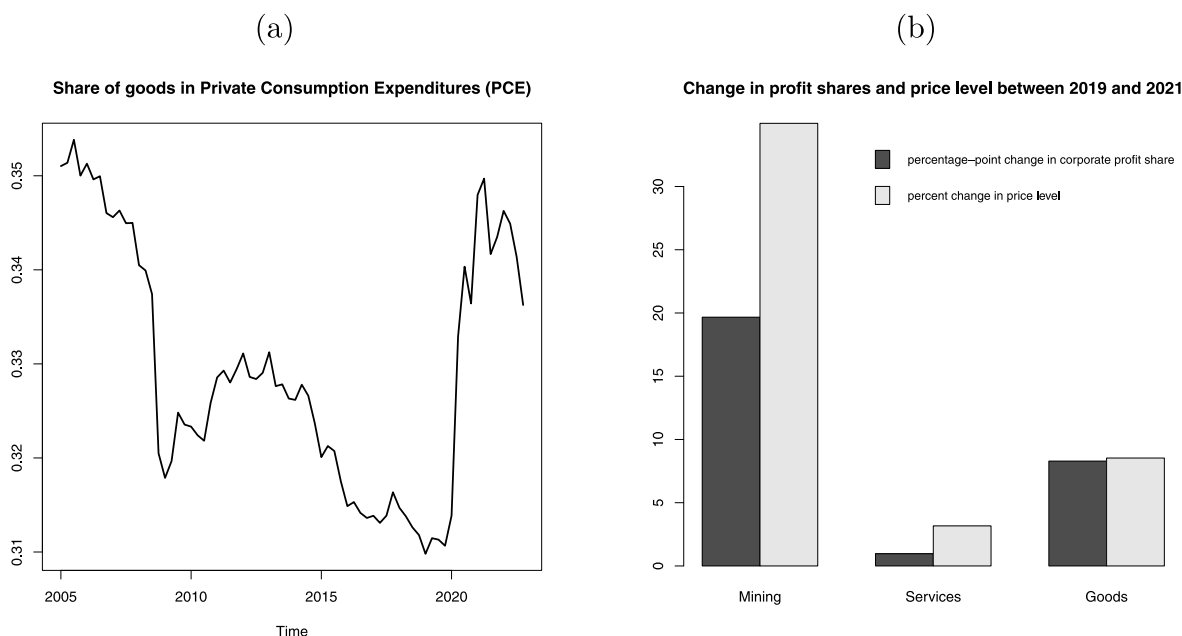 (a)
Share of goods in Private Consumption Expenditures (PCE)
0.35
0.34
0.33
0.32
0.31
2005 2010 2015 2020
Time
(b)
Change in profit shares and price level between 2019 and 2021
percentage–point change in corporate profit share
percent change in price level
30
25
20
15
10
5
0
Mining Services Goods